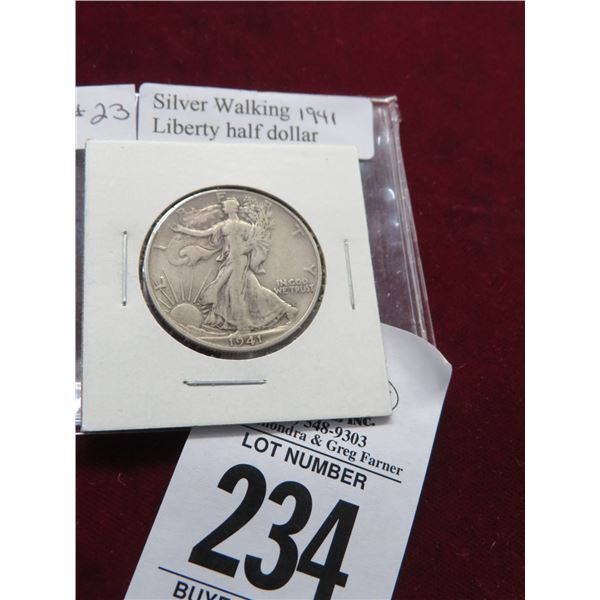 #23
Silver Walking 1941
Liberty half dollar
LIBERTY
IN GOD
WE TRUST
1941
INC.
348-9303
& Greg Farner
LOT NUMBER
234